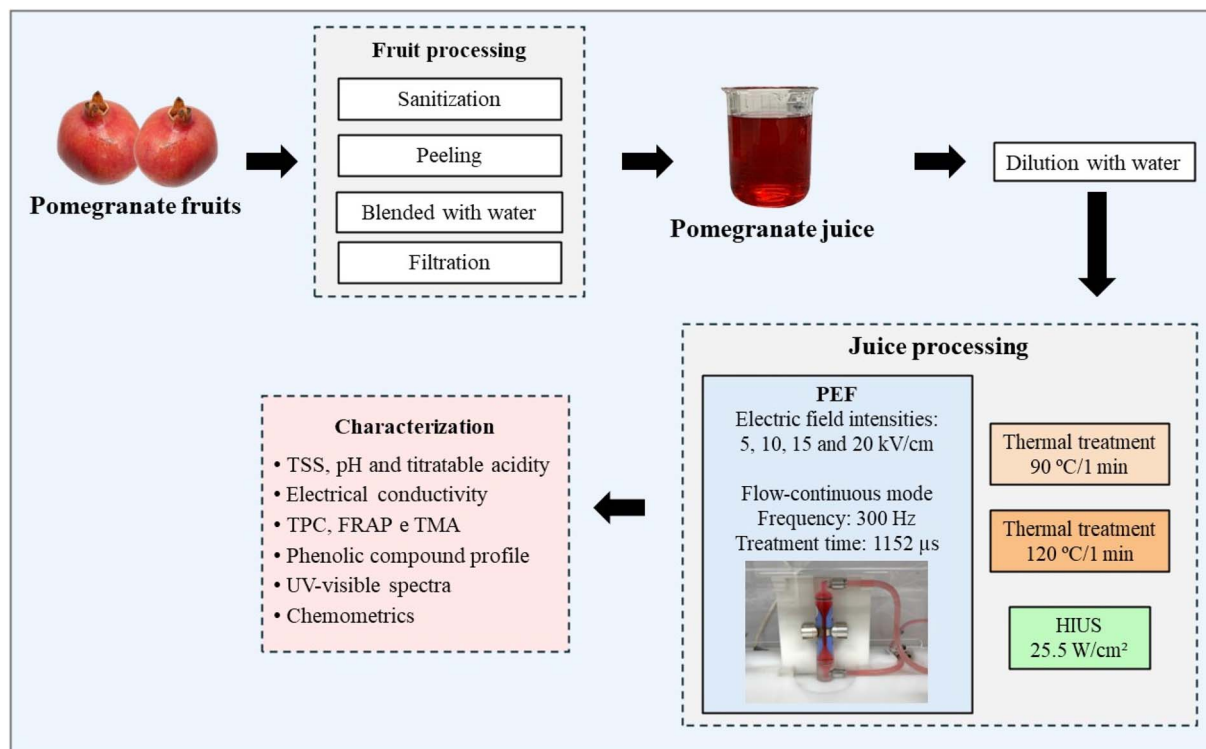 Pomegranate fruits
Fruit processing
Sanitization
Peeling
Blended with water
Filtration
Pomegranate juice
Dilution with water
Juice processing
PEF
Electric field intensities:
5, 10, 15 and 20 kV/cm
Flow-continuous mode
Frequency: 300 Hz
Treatment time: 1152 µs
Thermal treatment
90 ºC/1 min
Thermal treatment
120 ºC/1 min
HIUS
25.5 W/cm²
Characterization
• TSS, pH and titratable acidity
• Electrical conductivity
• TPC, FRAP e TMA
• Phenolic compound profile
• UV-visible spectra
• Chemometrics